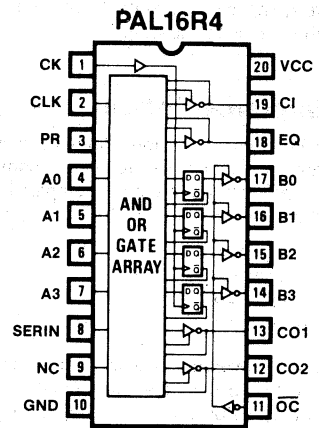 PAL16R4
CK 1 20 VCC
CLK 2 19 CI
PR 3 18 EQ
A0 4 17 B0
A1 5 16 B1
A2 6 15 B2
A3 7 14 B3
SERIN 8 13 CO1
NC 9 12 CO2
GND 10 11 OC
AND
OR
GATE
ARRAY
D Q
Q
D Q
Q
D Q
Q
D Q
Q